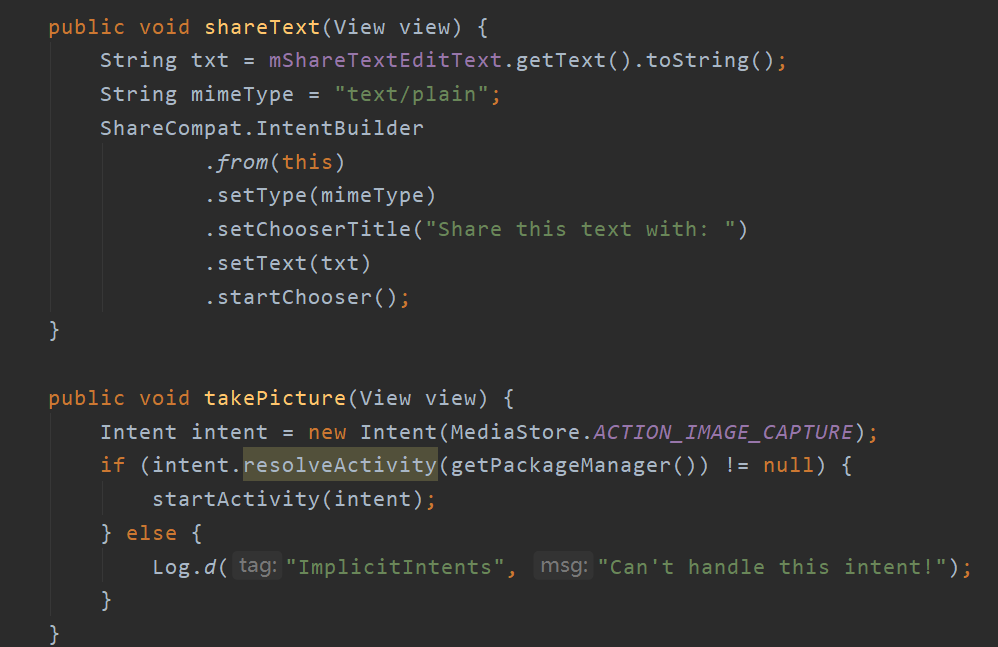 public void shareText(View view) {
    String txt = mShareTextEditText.getText().toString();
    String mimeType = "text/plain";
    ShareCompat.IntentBuilder
            .from(this)
            .setType(mimeType)
            .setChooserTitle("Share this text with: ")
            .setText(txt)
            .startChooser();
}

public void takePicture(View view) {
    Intent intent = new Intent(MediaStore.ACTION_IMAGE_CAPTURE);
    if (intent.resolveActivity(getPackageManager()) != null) {
        startActivity(intent);
    } else {
        Log.d( tag: "ImplicitIntents", msg: "Can't handle this intent!");
    }
}